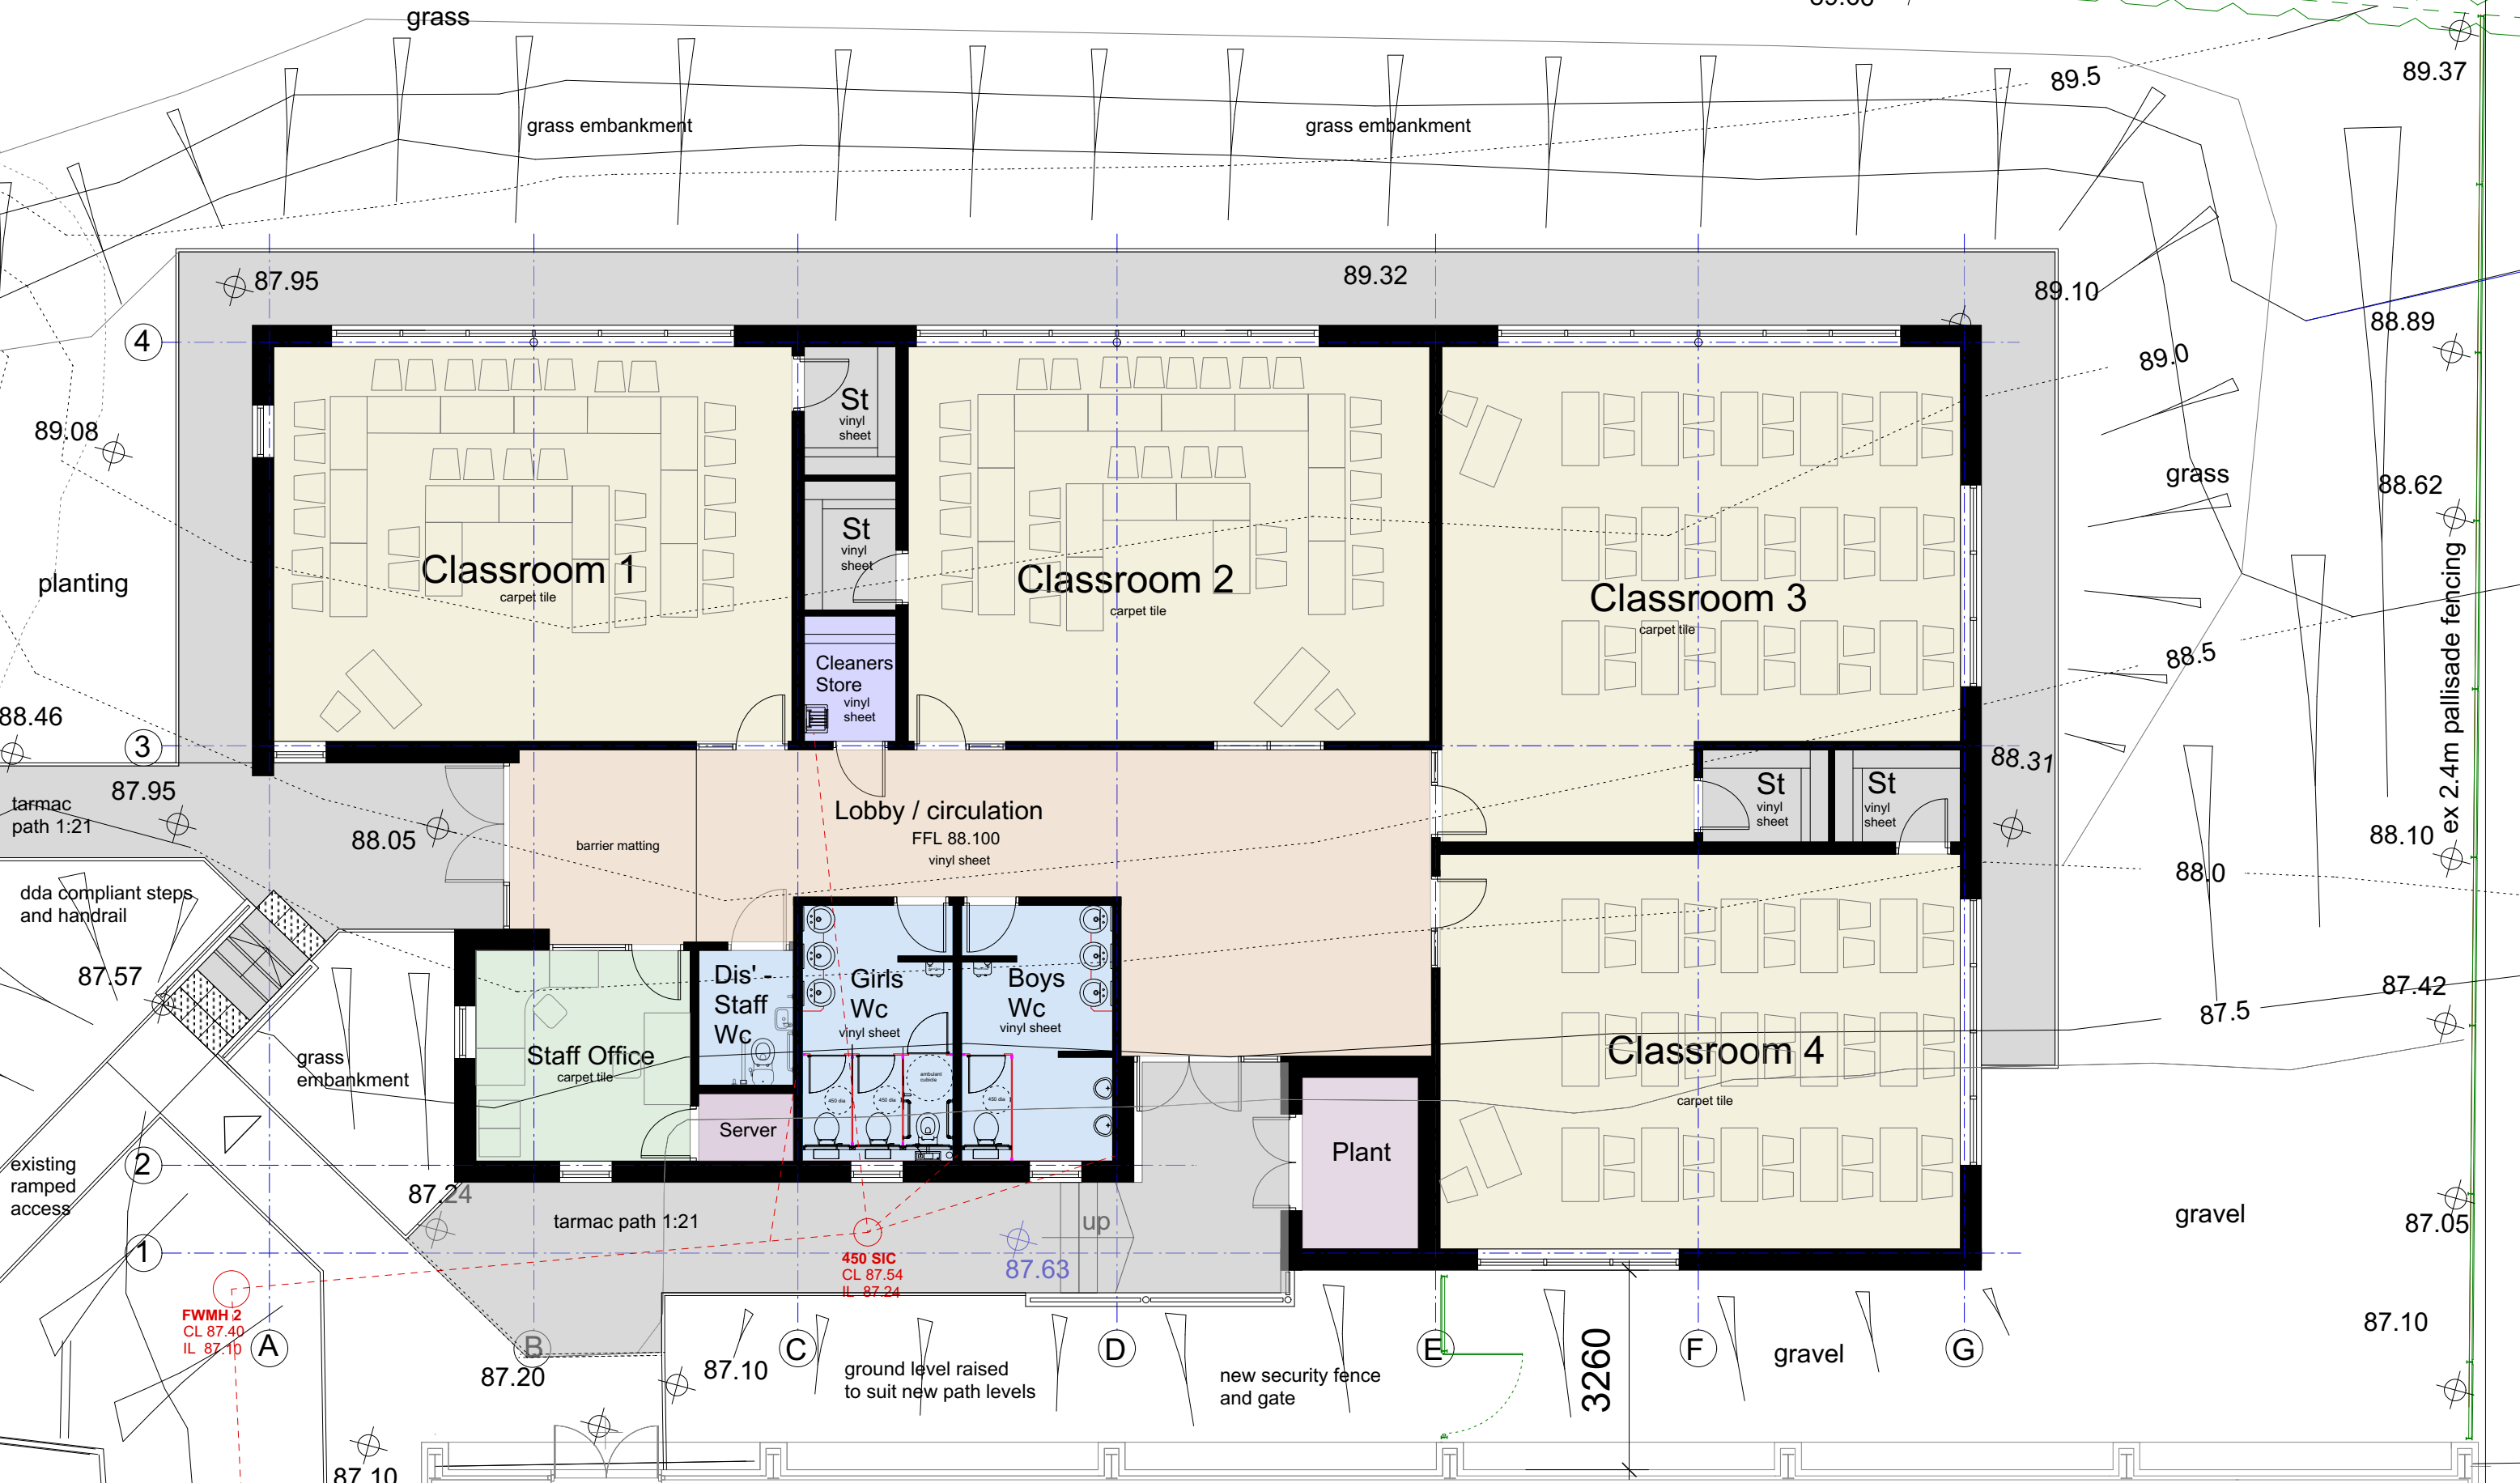 grass
89.37
89.5
grass embankment
grass embankment
87.95
89.32
89.10
88.89
4
89.0
St
vinyl
sheet
89.08
grass
88.62
St
vinyl
sheet
Classroom 1
carpet tile
Classroom 2
carpet tile
Classroom 3
carpet tile
planting
ex 2.4m pallisade fencing
88.5
Cleaners
Store
vinyl
sheet
88.46
3
87.95
tarmac
path 1:21
88.05
barrier matting
Lobby / circulation
FFL 88.100
vinyl sheet
St
vinyl
sheet
St
vinyl
sheet
88.31
88.10
88.0
dda compliant steps
and handrail
87.57
Dis' -
Staff
Wc
Girls
Wc
vinyl sheet
Boys
Wc
vinyl sheet
87.42
87.5
grass
embankment
Staff Office
carpet tile
Classroom 4
carpet tile
ambulant
cubicle
450 dia
450 dia
450 dia
Server
Plant
2
existing
ramped
access
87.24
tarmac path 1:21
up
gravel
87.05
1
450 SIC
CL 87.54
IL 87.24
87.63
FWMH 2
CL 87.40
IL 87.10
A
B
C
D
E
F
G
3260
87.10
87.20
87.10
ground level raised
to suit new path levels
new security fence
and gate
gravel
87.10